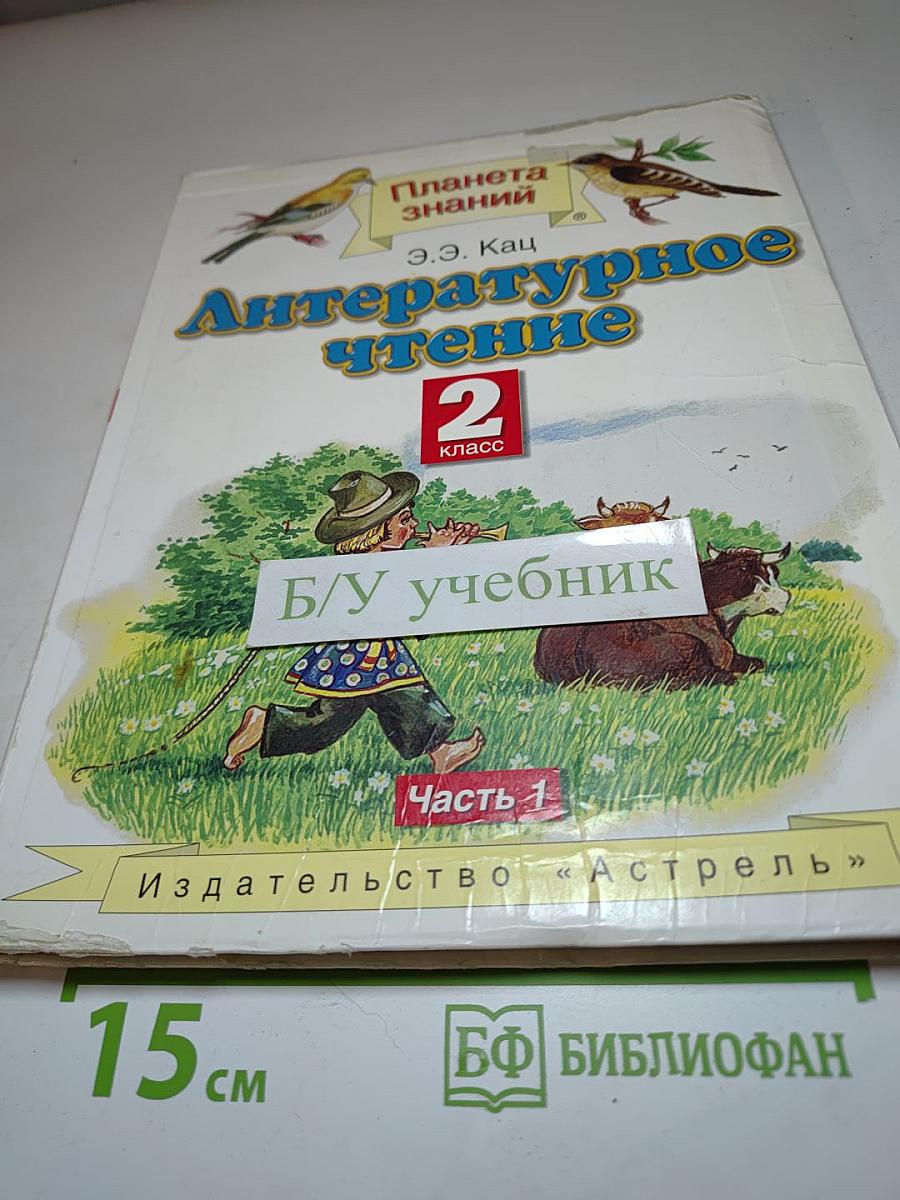 Планета
знаний
®
Э.Э. Кац
Литературное
чтение
2
класс
Б/У учебник
Часть 1
Издательство «Астрель»
15 см
БФ БИБЛИОФАН